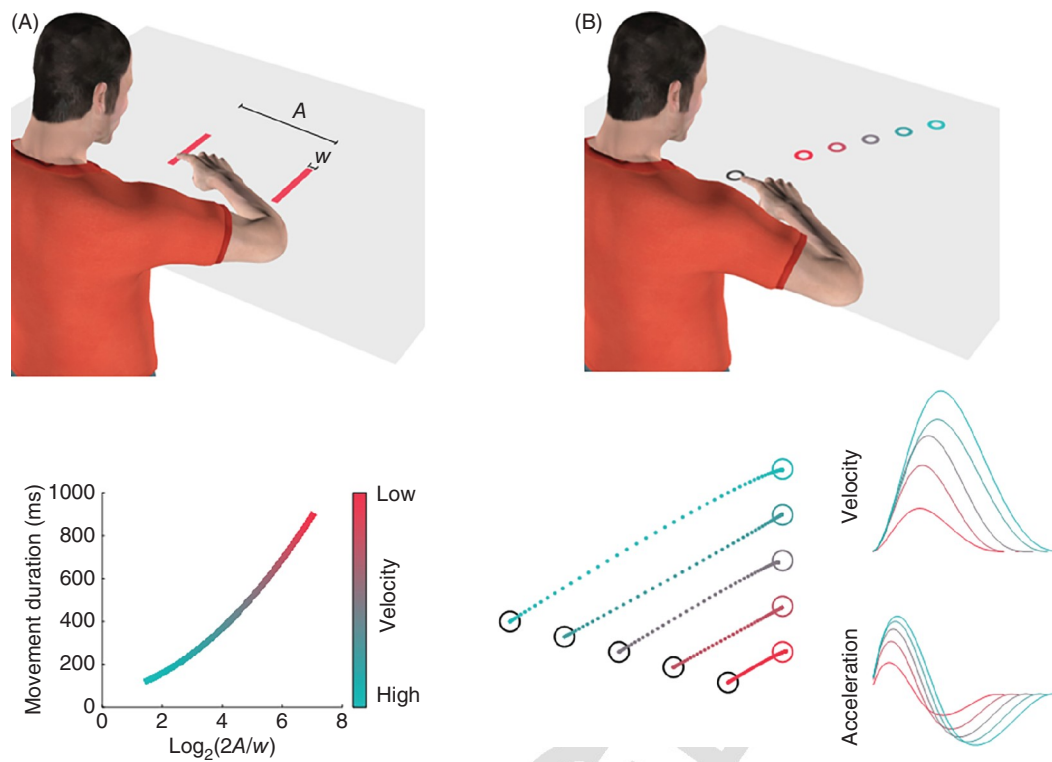 (A)
A
w
(B)
Movement duration (ms)
1000
800
600
400
200
0
0
2
4
6
8
Log₂(2A/w)
Low
Velocity
High
Velocity
Acceleration